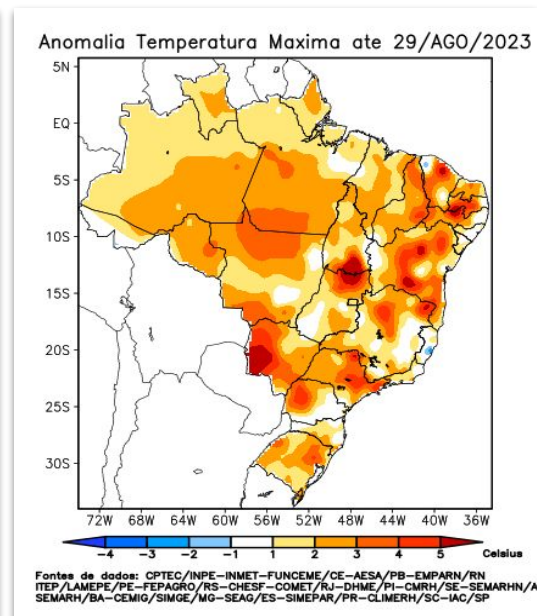 Anomalia Temperatura Maxima ate 29/AGO/2023
5N
EQ
5S
10S
15S
20S
25S
30S
72W 68W 64W 60W 56W 52W 48W 44W 40W 36W
-4 -3 -2 -1 1 2 3 4 5 Celsius
Fontes de dados: CPTEC/INPE-INMET-FUNCEME/CE-AESA/PB-EMPARN/RN
ITEP/LAMEPE/PE-FEPAGRO/RS-CHESF-COMET/RJ-DHME/PI-CMRH/SE-SEMARHN/A
SEMARH/BA-CEMIG/SIMGE/MG-SEAG/ES-SIMEPAR/PR-CLIMERH/SC-IAC/SP